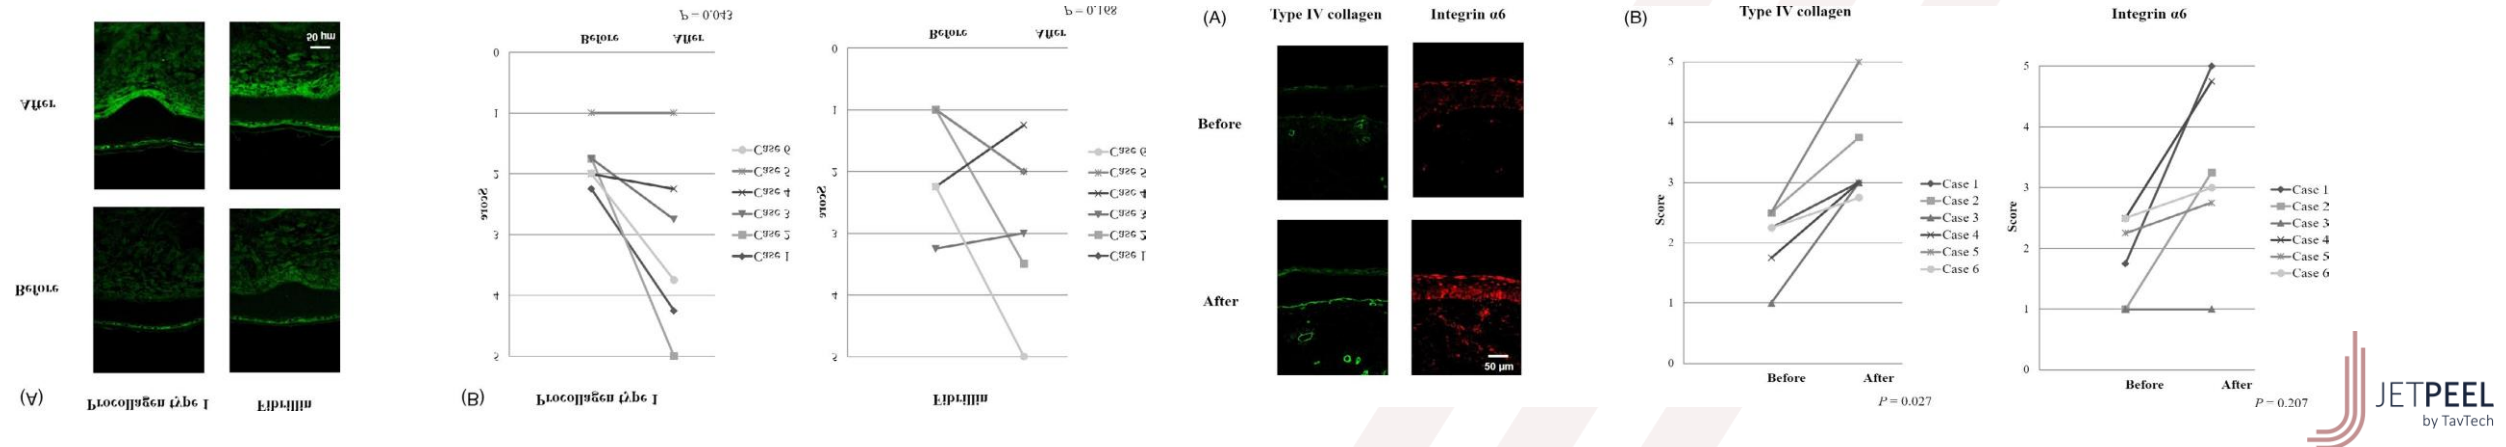 (A)
Procollagen type 1
Fibrillin
Before
After
50 µm
(B)
Procollagen type 1
Score
5
4
3
2
1
0
Before
After
P = 0.043
Case 1
Case 2
Case 3
Case 4
Case 5
Case 6
Fibrillin
Score
5
4
3
2
1
0
Before
After
P = 0.168
Case 1
Case 2
Case 3
Case 4
Case 5
Case 6
(A)
Type IV collagen
Integrin α6
Before
After
50 µm
(B)
Type IV collagen
Score
5
4
3
2
1
0
Before
After
P = 0.027
Case 1
Case 2
Case 3
Case 4
Case 5
Case 6
Integrin α6
Score
5
4
3
2
1
0
Before
After
P = 0.207
Case 1
Case 2
Case 3
Case 4
Case 5
Case 6
JETPEEL
by TavTech